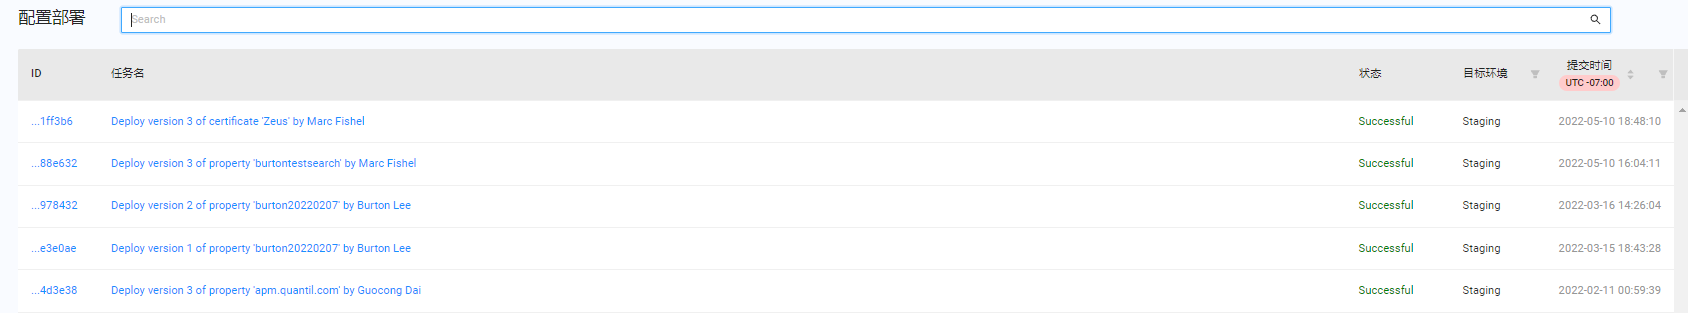 配置部署
Search
ID 任务名 状态 目标环境 提交时间
UTC -07:00
...1ff3b6 Deploy version 3 of certificate 'Zeus' by Marc Fishel Successful Staging 2022-05-10 18:48:10
...88e632 Deploy version 3 of property 'burtontestsearch' by Marc Fishel Successful Staging 2022-05-10 16:04:11
...978432 Deploy version 2 of property 'burton20220207' by Burton Lee Successful Staging 2022-03-16 14:26:04
...e3e0ae Deploy version 1 of property 'burton20220207' by Burton Lee Successful Staging 2022-03-15 18:43:28
...4d3e38 Deploy version 3 of property 'apm.quantil.com' by Guocong Dai Successful Staging 2022-02-11 00:59:39